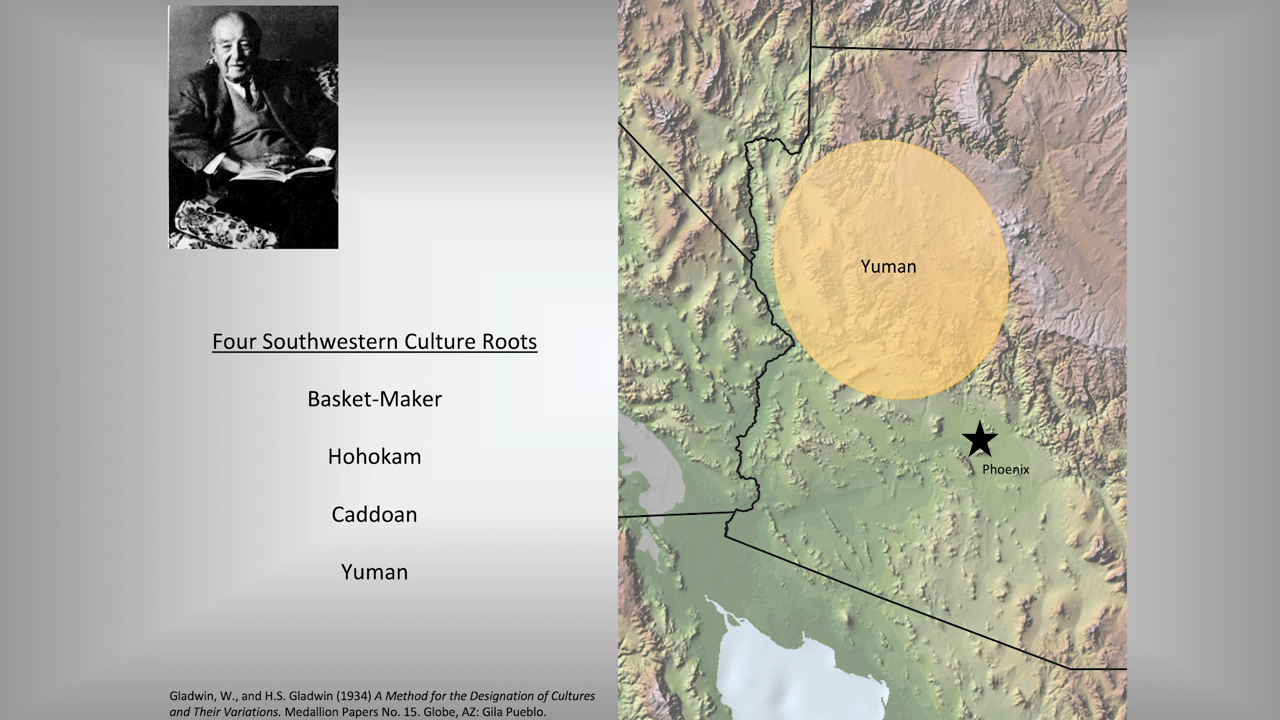 Four Southwestern Culture Roots
Basket-Maker
Hohokam
Caddoan
Yuman
Gladwin, W., and H.S. Gladwin (1934) A Method for the Designation of Cultures
and Their Variations. Medallion Papers No. 15. Globe, AZ: Gila Pueblo.
Yuman
Phoenix